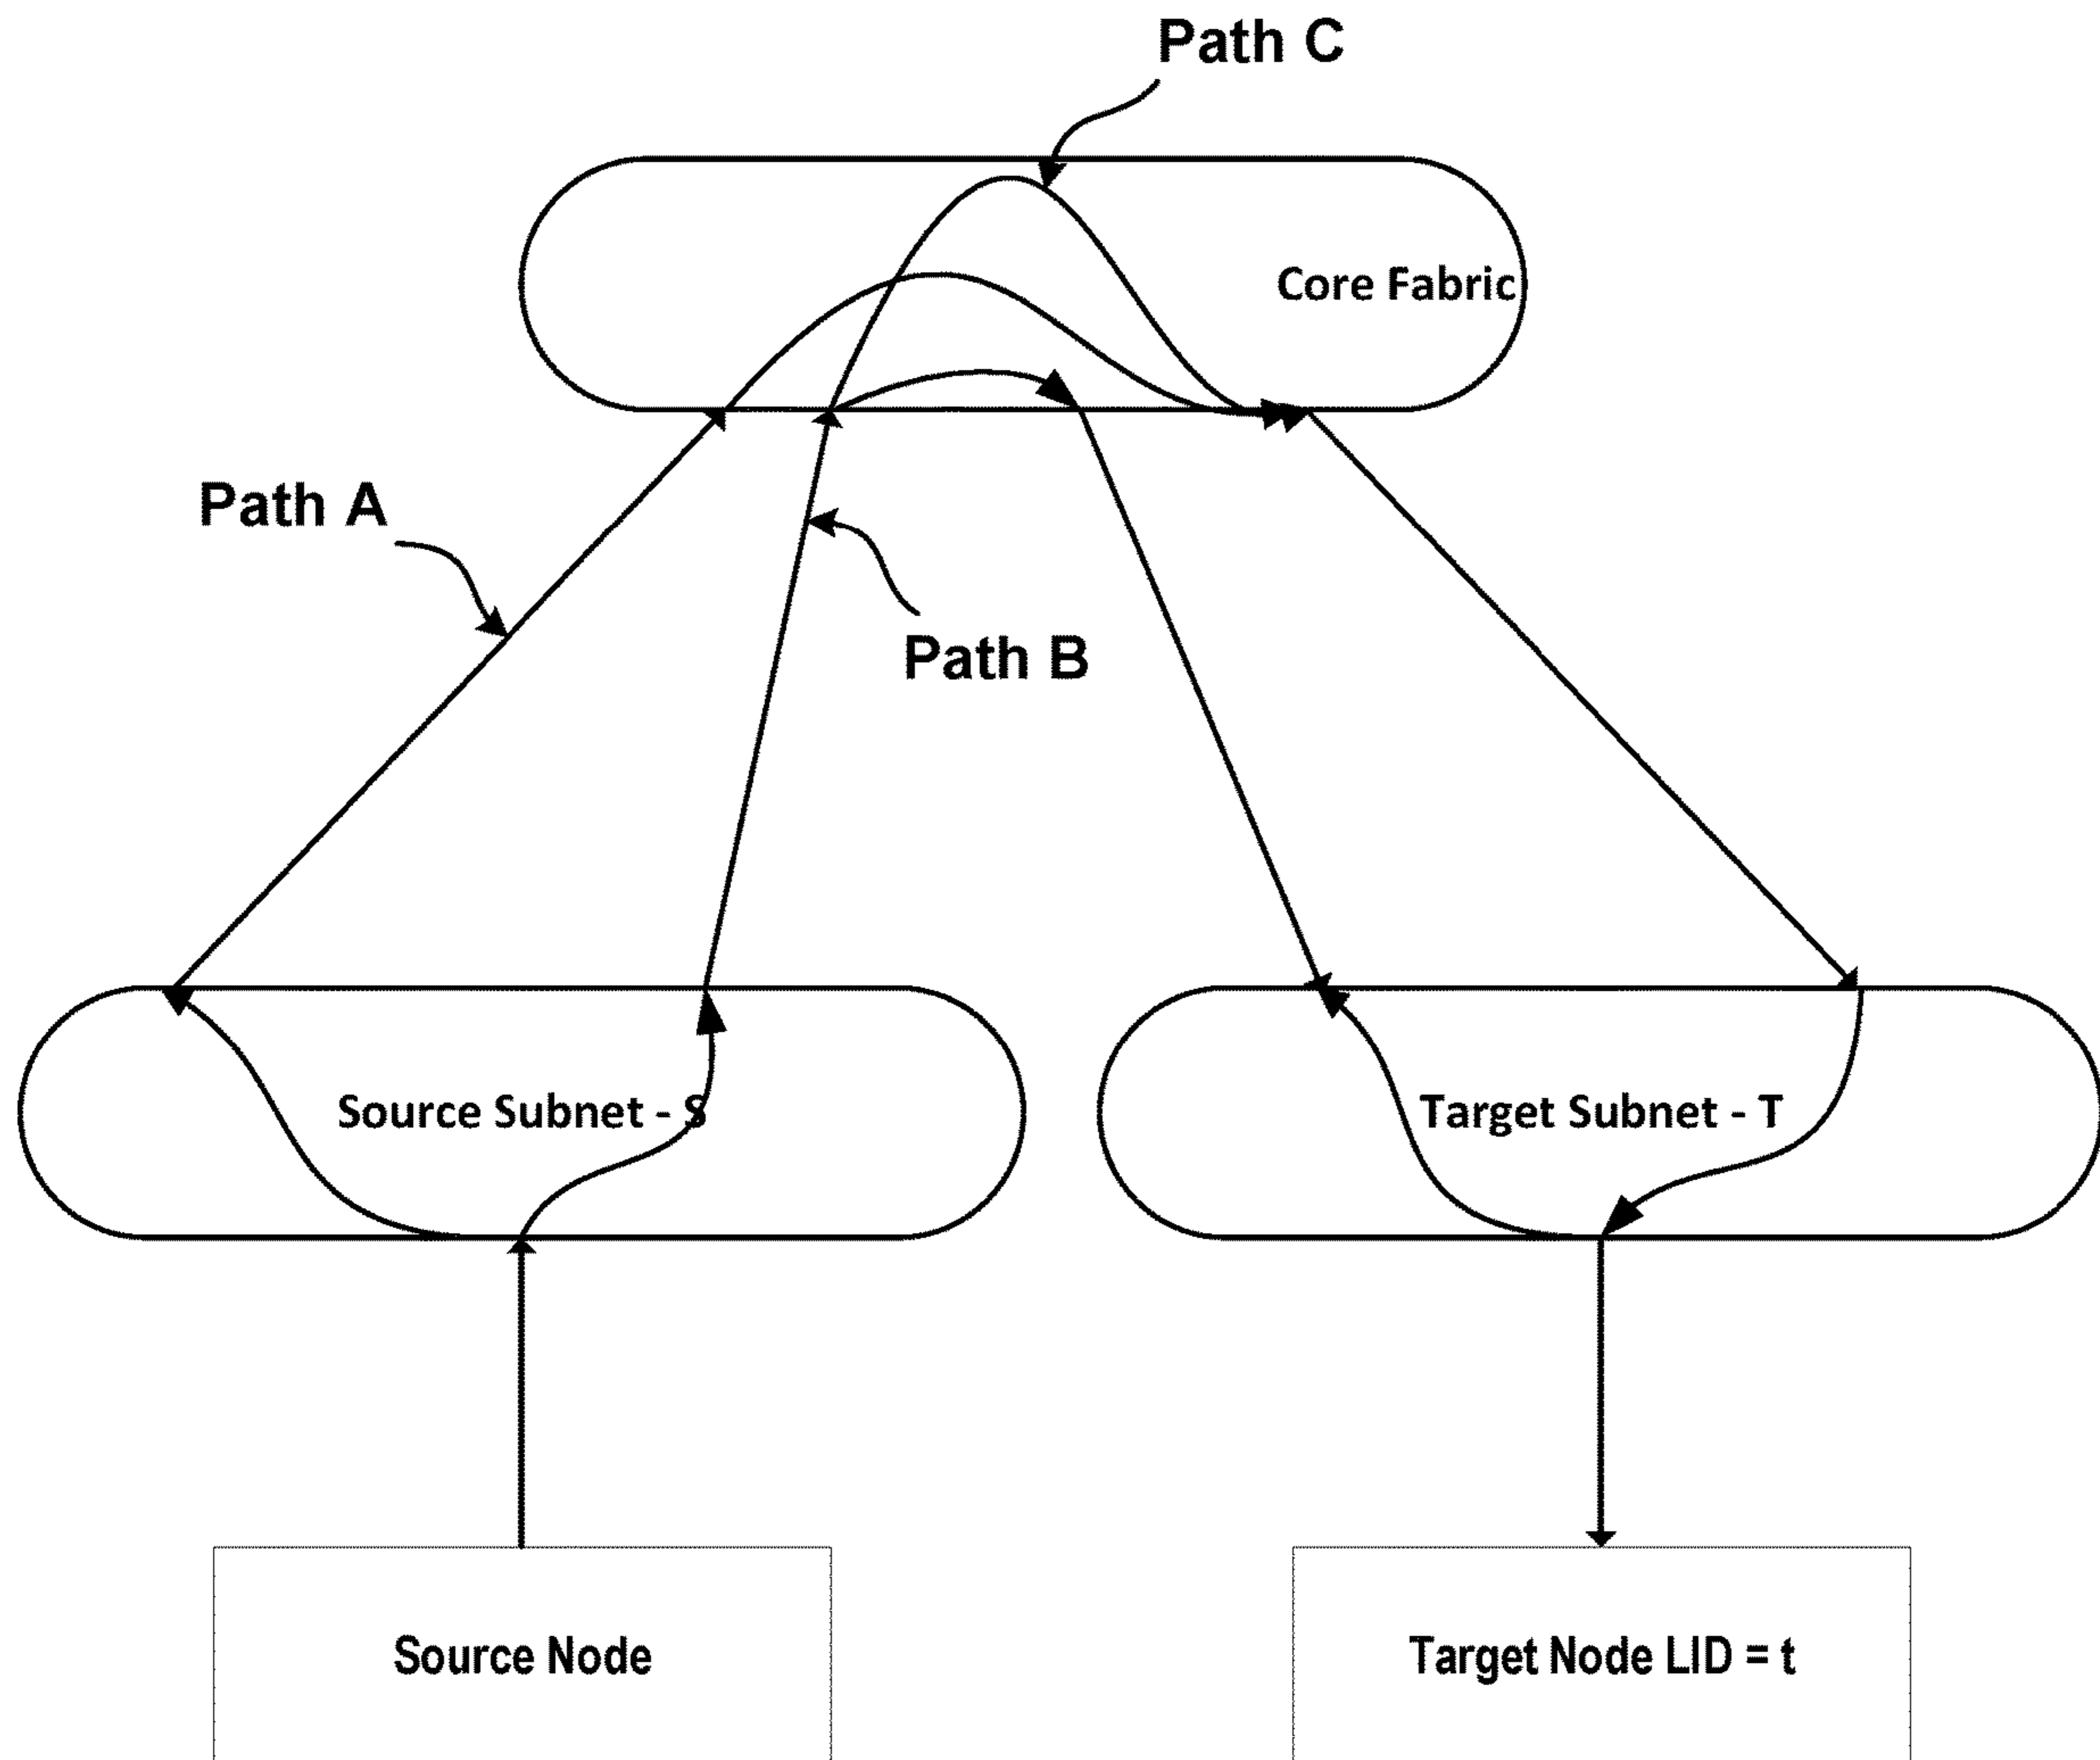 Path C
Core Fabric
Path A
Path B
Source Subnet - S
Target Subnet - T
Source Node
Target Node LID = t